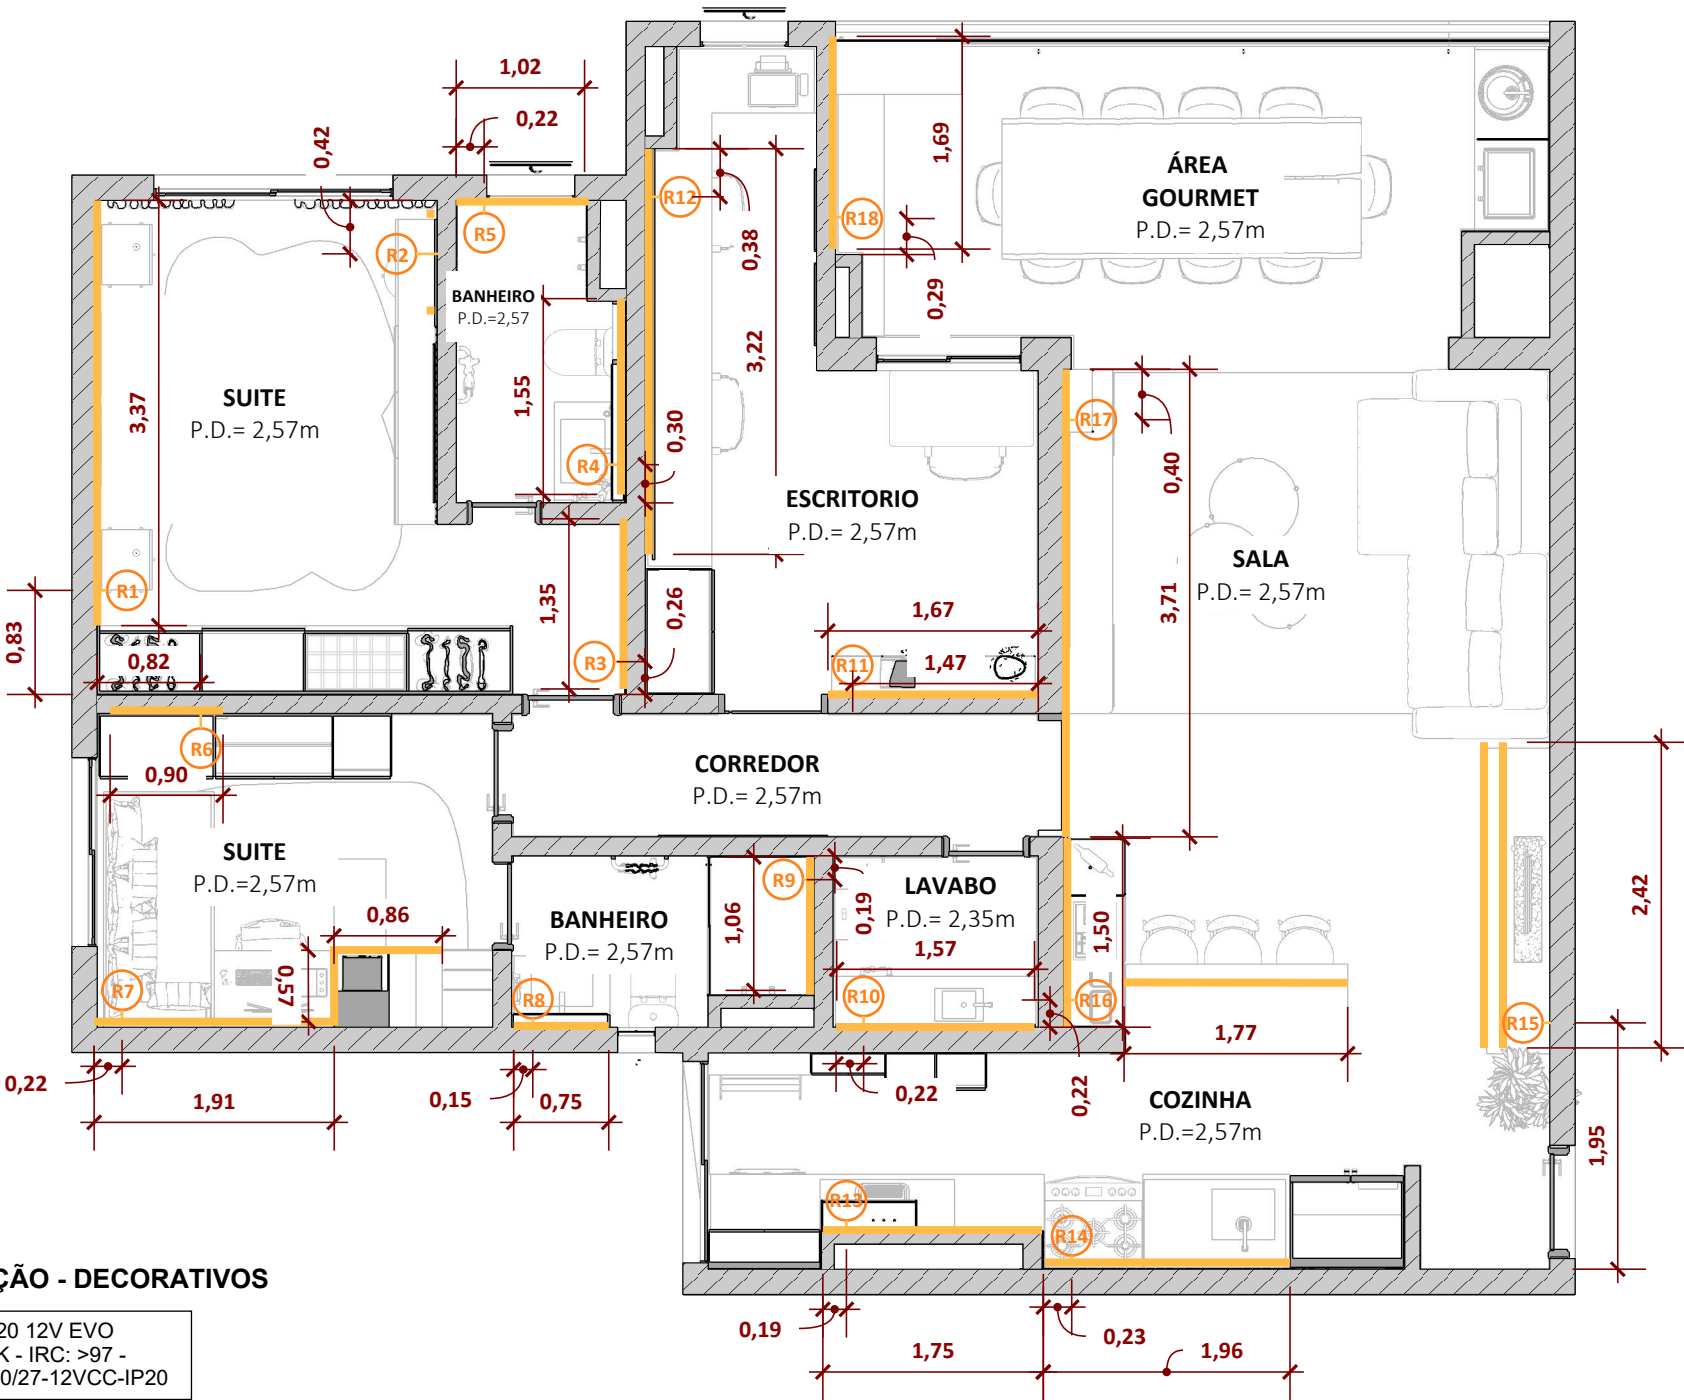 1,02
0,22
0,42
R12
1,69
ÁREA
GOURMET
P.D.= 2,57m
R18
R5
R2
0,38
0,29
BANHEIRO
P.D.=2,57
3,22
SUITE
P.D.= 2,57m
3,37
1,55
R4
0,30
R17
0,40
ESCRITORIO
P.D.= 2,57m
SALA
P.D.= 2,57m
3,71
R1
0,83
1,35
0,26
1,67
1,47
R11
R3
0,82
R6
0,90
CORREDOR
P.D.= 2,57m
SUITE
P.D.=2,57m
0,86
0,57
R7
R9
1,06
BANHEIRO
P.D.= 2,57m
R8
0,19
LAVABO
P.D.= 2,35m
1,57
R10
1,50
R16
2,42
R15
1,77
0,22
1,91
0,15
0,75
0,22
0,22
COZINHA
P.D.=2,57m
1,95
R13
R14
0,19
1,75
0,23
1,96
ÇÃO - DECORATIVOS
20 12V EVO
K - IRC: >97 -
0/27-12VCC-IP20